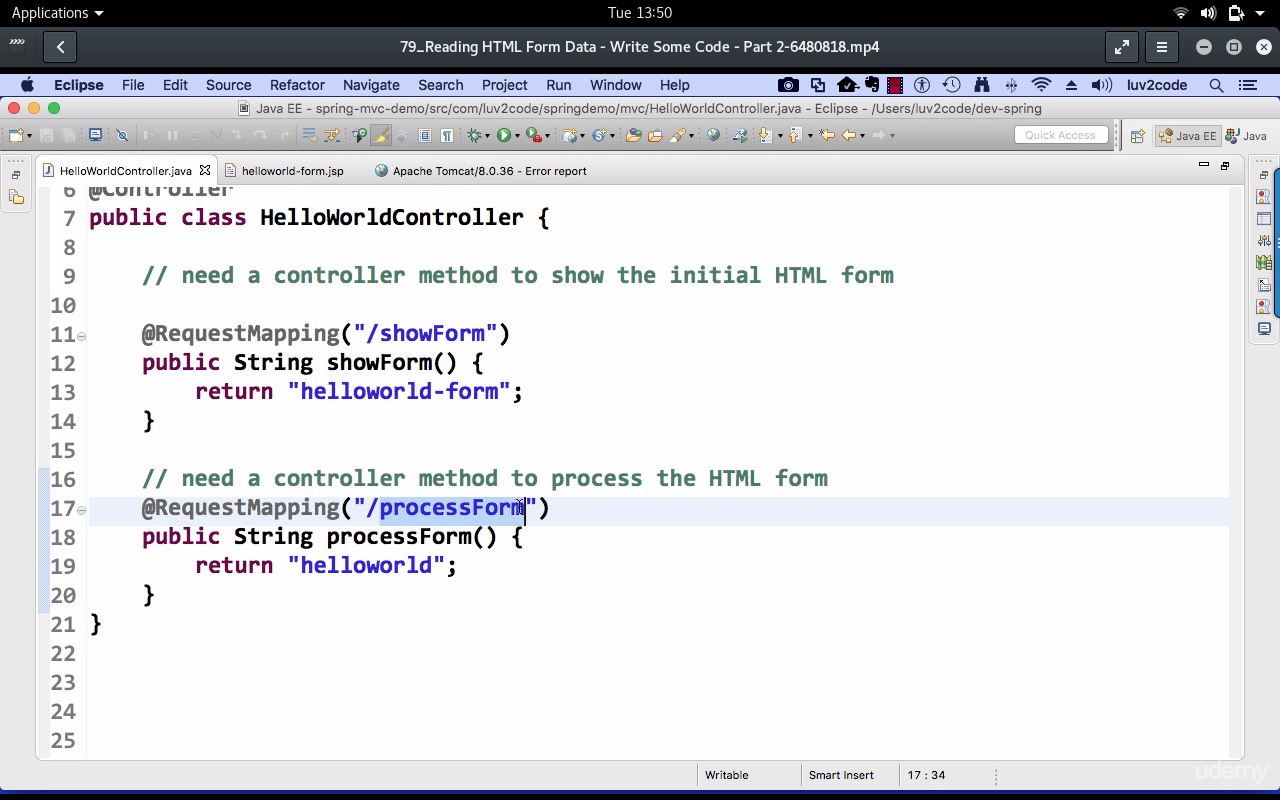 Applications
Tue 13:50
79_Reading HTML Form Data - Write Some Code - Part 2-6480818.mp4
Eclipse File Edit Source Refactor Navigate Search Project Run Window Help luv2code
Java EE - spring-mvc-demo/src/com/luv2code/springdemo/mvc/HelloWorldController.java - Eclipse - /Users/luv2code/dev-spring
Quick Access Java EE Java
HelloWorldController.java helloworld-form.jsp Apache Tomcat/8.0.36 - Error report
6 @Controller
7 public class HelloWorldController {
8
9 // need a controller method to show the initial HTML form
10
11 @RequestMapping("/showForm")
12 public String showForm() {
13 return "helloworld-form";
14 }
15
16 // need a controller method to process the HTML form
17 @RequestMapping("/processForm")
18 public String processForm() {
19 return "helloworld";
20 }
21 }
22
23
24
25
Writable Smart Insert 17 : 34
udemy